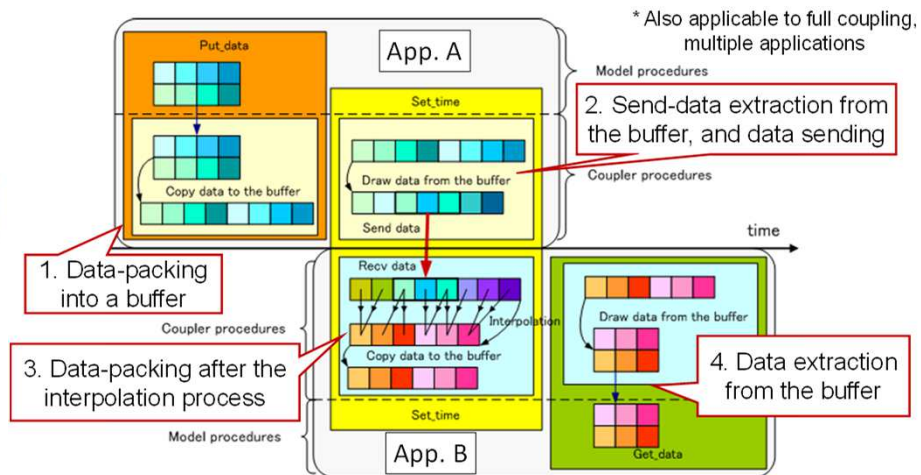 * Also applicable to full coupling,
multiple applications
Put_data
App. A
Model procedures
Set_time
2. Send-data extraction from
the buffer, and data sending
Draw data from the buffer
Copy data to the buffer
Coupler procedures
Send data
time
1. Data-packing
into a buffer
Recv data
Draw data from the buffer
Interpolation
Coupler procedures
3. Data-packing after the
interpolation process
Copy data to the buffer
4. Data extraction
from the buffer
Set_time
Model procedures
App. B
Get_data